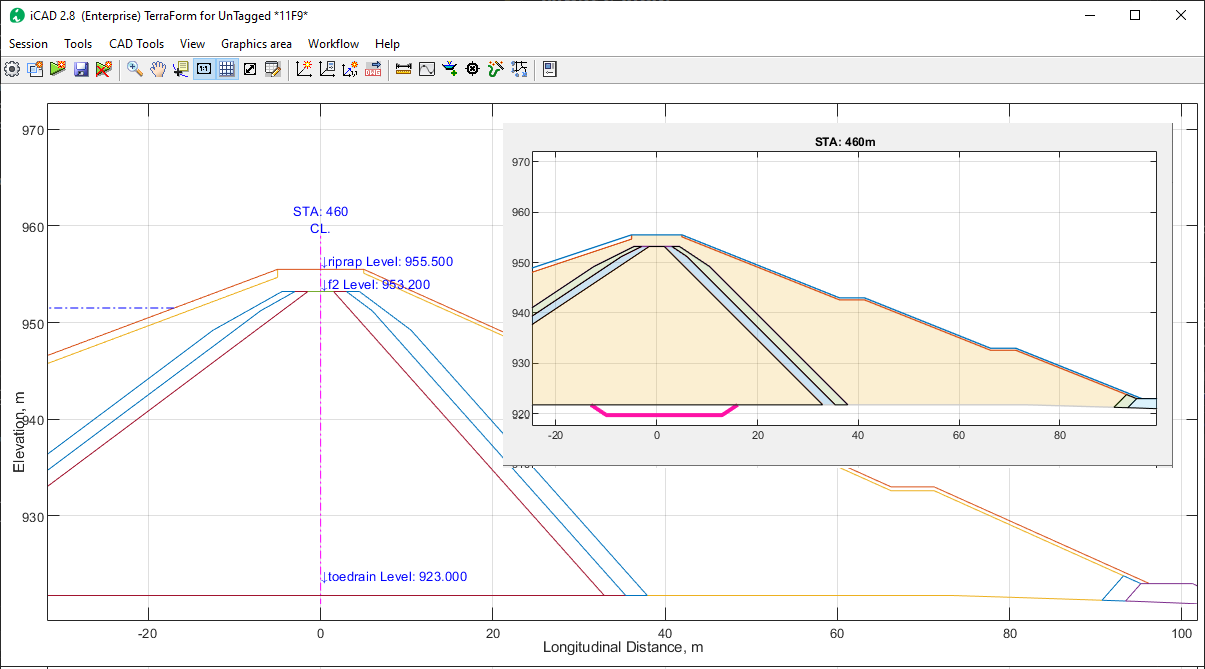 iCAD 2.8 (Enterprise) TerraForm for UnTagged *11F9*
Session Tools CAD Tools View Graphics area Workflow Help
1:1
STA: 460m
970
960
950
940
930
920
-20 0 20 40 60 80
970
960
950
940
930
Elevation, m
STA: 460
CL.
↓riprap Level: 955.500
↓f2 Level: 953.200
↓toedrain Level: 923.000
-20 0 20 40 60 80 100
Longitudinal Distance, m